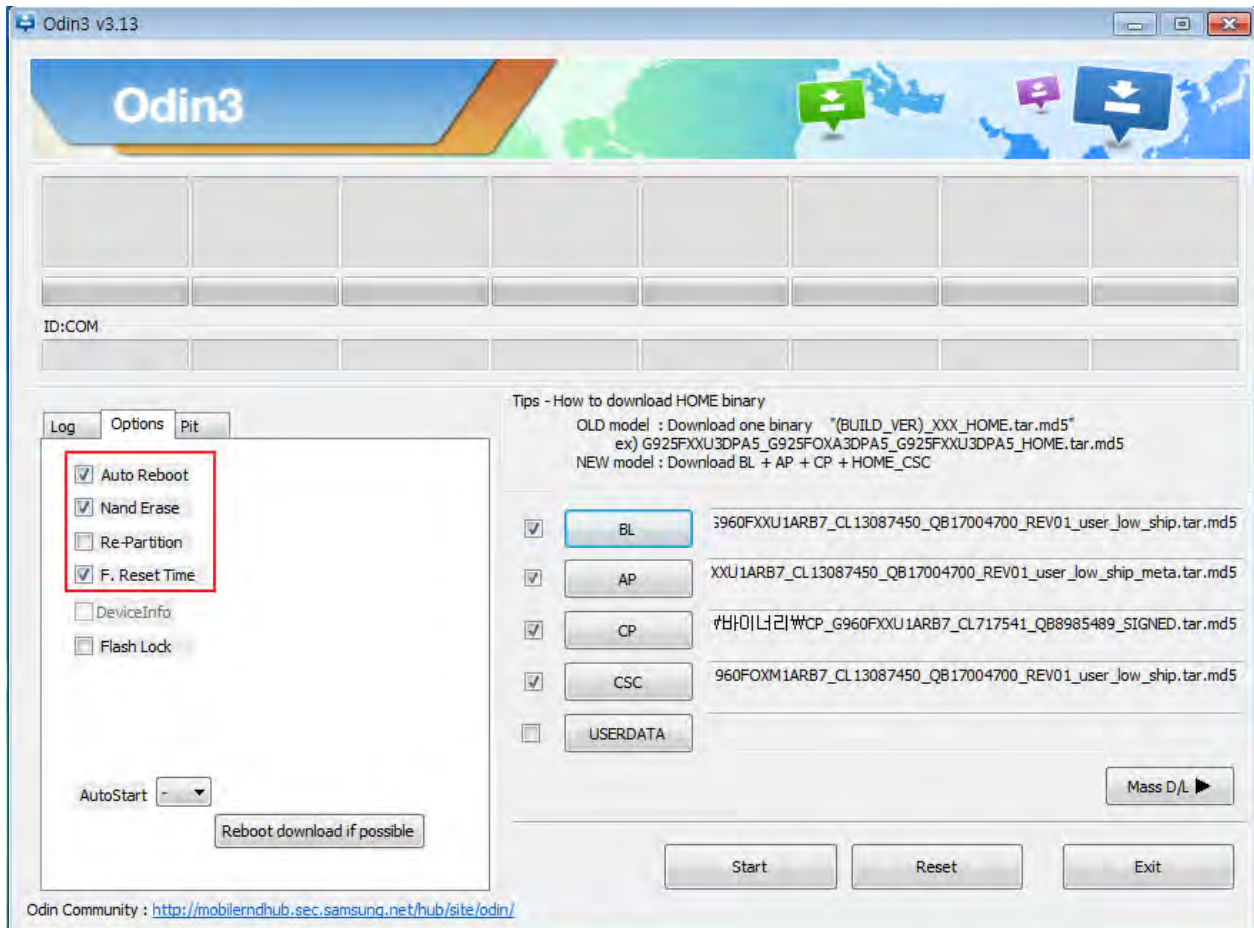 Odin3 v3.13
Odin3
ID:COM
Log
Options
Pit
Auto Reboot
Nand Erase
Re-Partition
F. Reset Time
DeviceInfo
Flash Lock
AutoStart -
Reboot download if possible
Tips - How to download HOME binary
OLD model : Download one binary "(BUILD_VER)_XXX_HOME.tar.md5"
ex) G925FXXU3DPA5_G925FOXA3DPA5_G925FXXU3DPA5_HOME.tar.md5
NEW model : Download BL + AP + CP + HOME_CSC
BL 960FXXU1ARB7_CL13087450_QB17004700_REV01_user_low_ship.tar.md5
AP XXU1ARB7_CL13087450_QB17004700_REV01_user_low_ship_meta.tar.md5
CP 바이너리₩CP_G960FXXU1ARB7_CL717541_QB8985489_SIGNED.tar.md5
CSC 960FOXM1ARB7_CL13087450_QB17004700_REV01_user_low_ship.tar.md5
USERDATA
Mass D/L ▶
Start
Reset
Exit
Odin Community : http://mobilerndhub.sec.samsung.net/hub/site/odin/